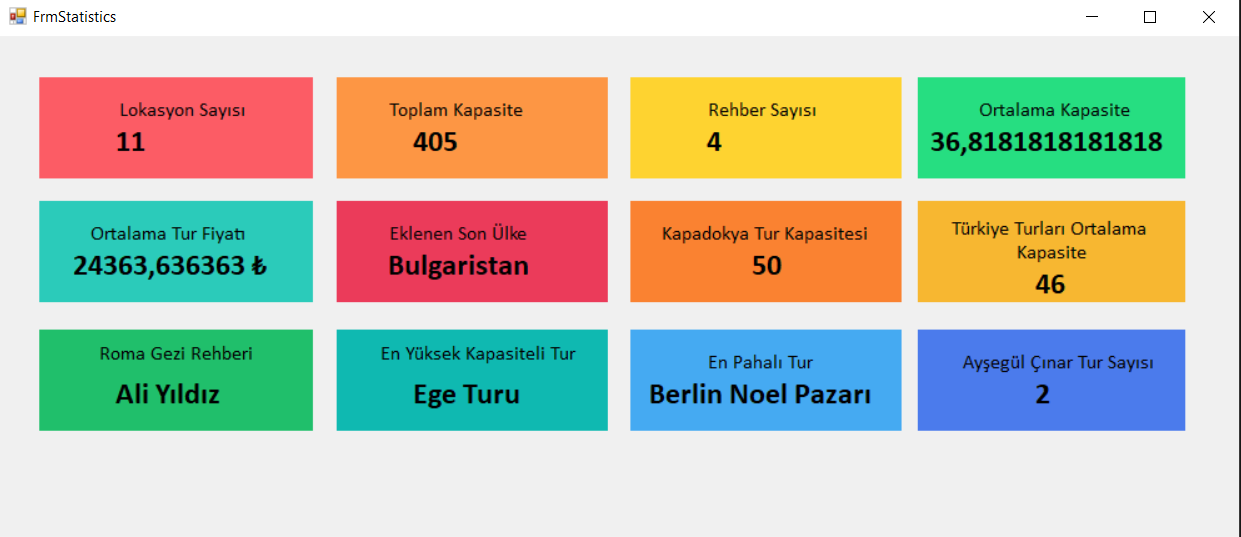 FrmStatistics
Lokasyon Sayısı
11
Toplam Kapasite
405
Rehber Sayısı
4
Ortalama Kapasite
36,8181818181818
Ortalama Tur Fiyatı
24363,636363 ₺
Eklenen Son Ülke
Bulgaristan
Kapadokya Tur Kapasitesi
50
Türkiye Turları Ortalama
Kapasite
46
Roma Gezi Rehberi
Ali Yıldız
En Yüksek Kapasiteli Tur
Ege Turu
En Pahalı Tur
Berlin Noel Pazarı
Ayşegül Çınar Tur Sayısı
2